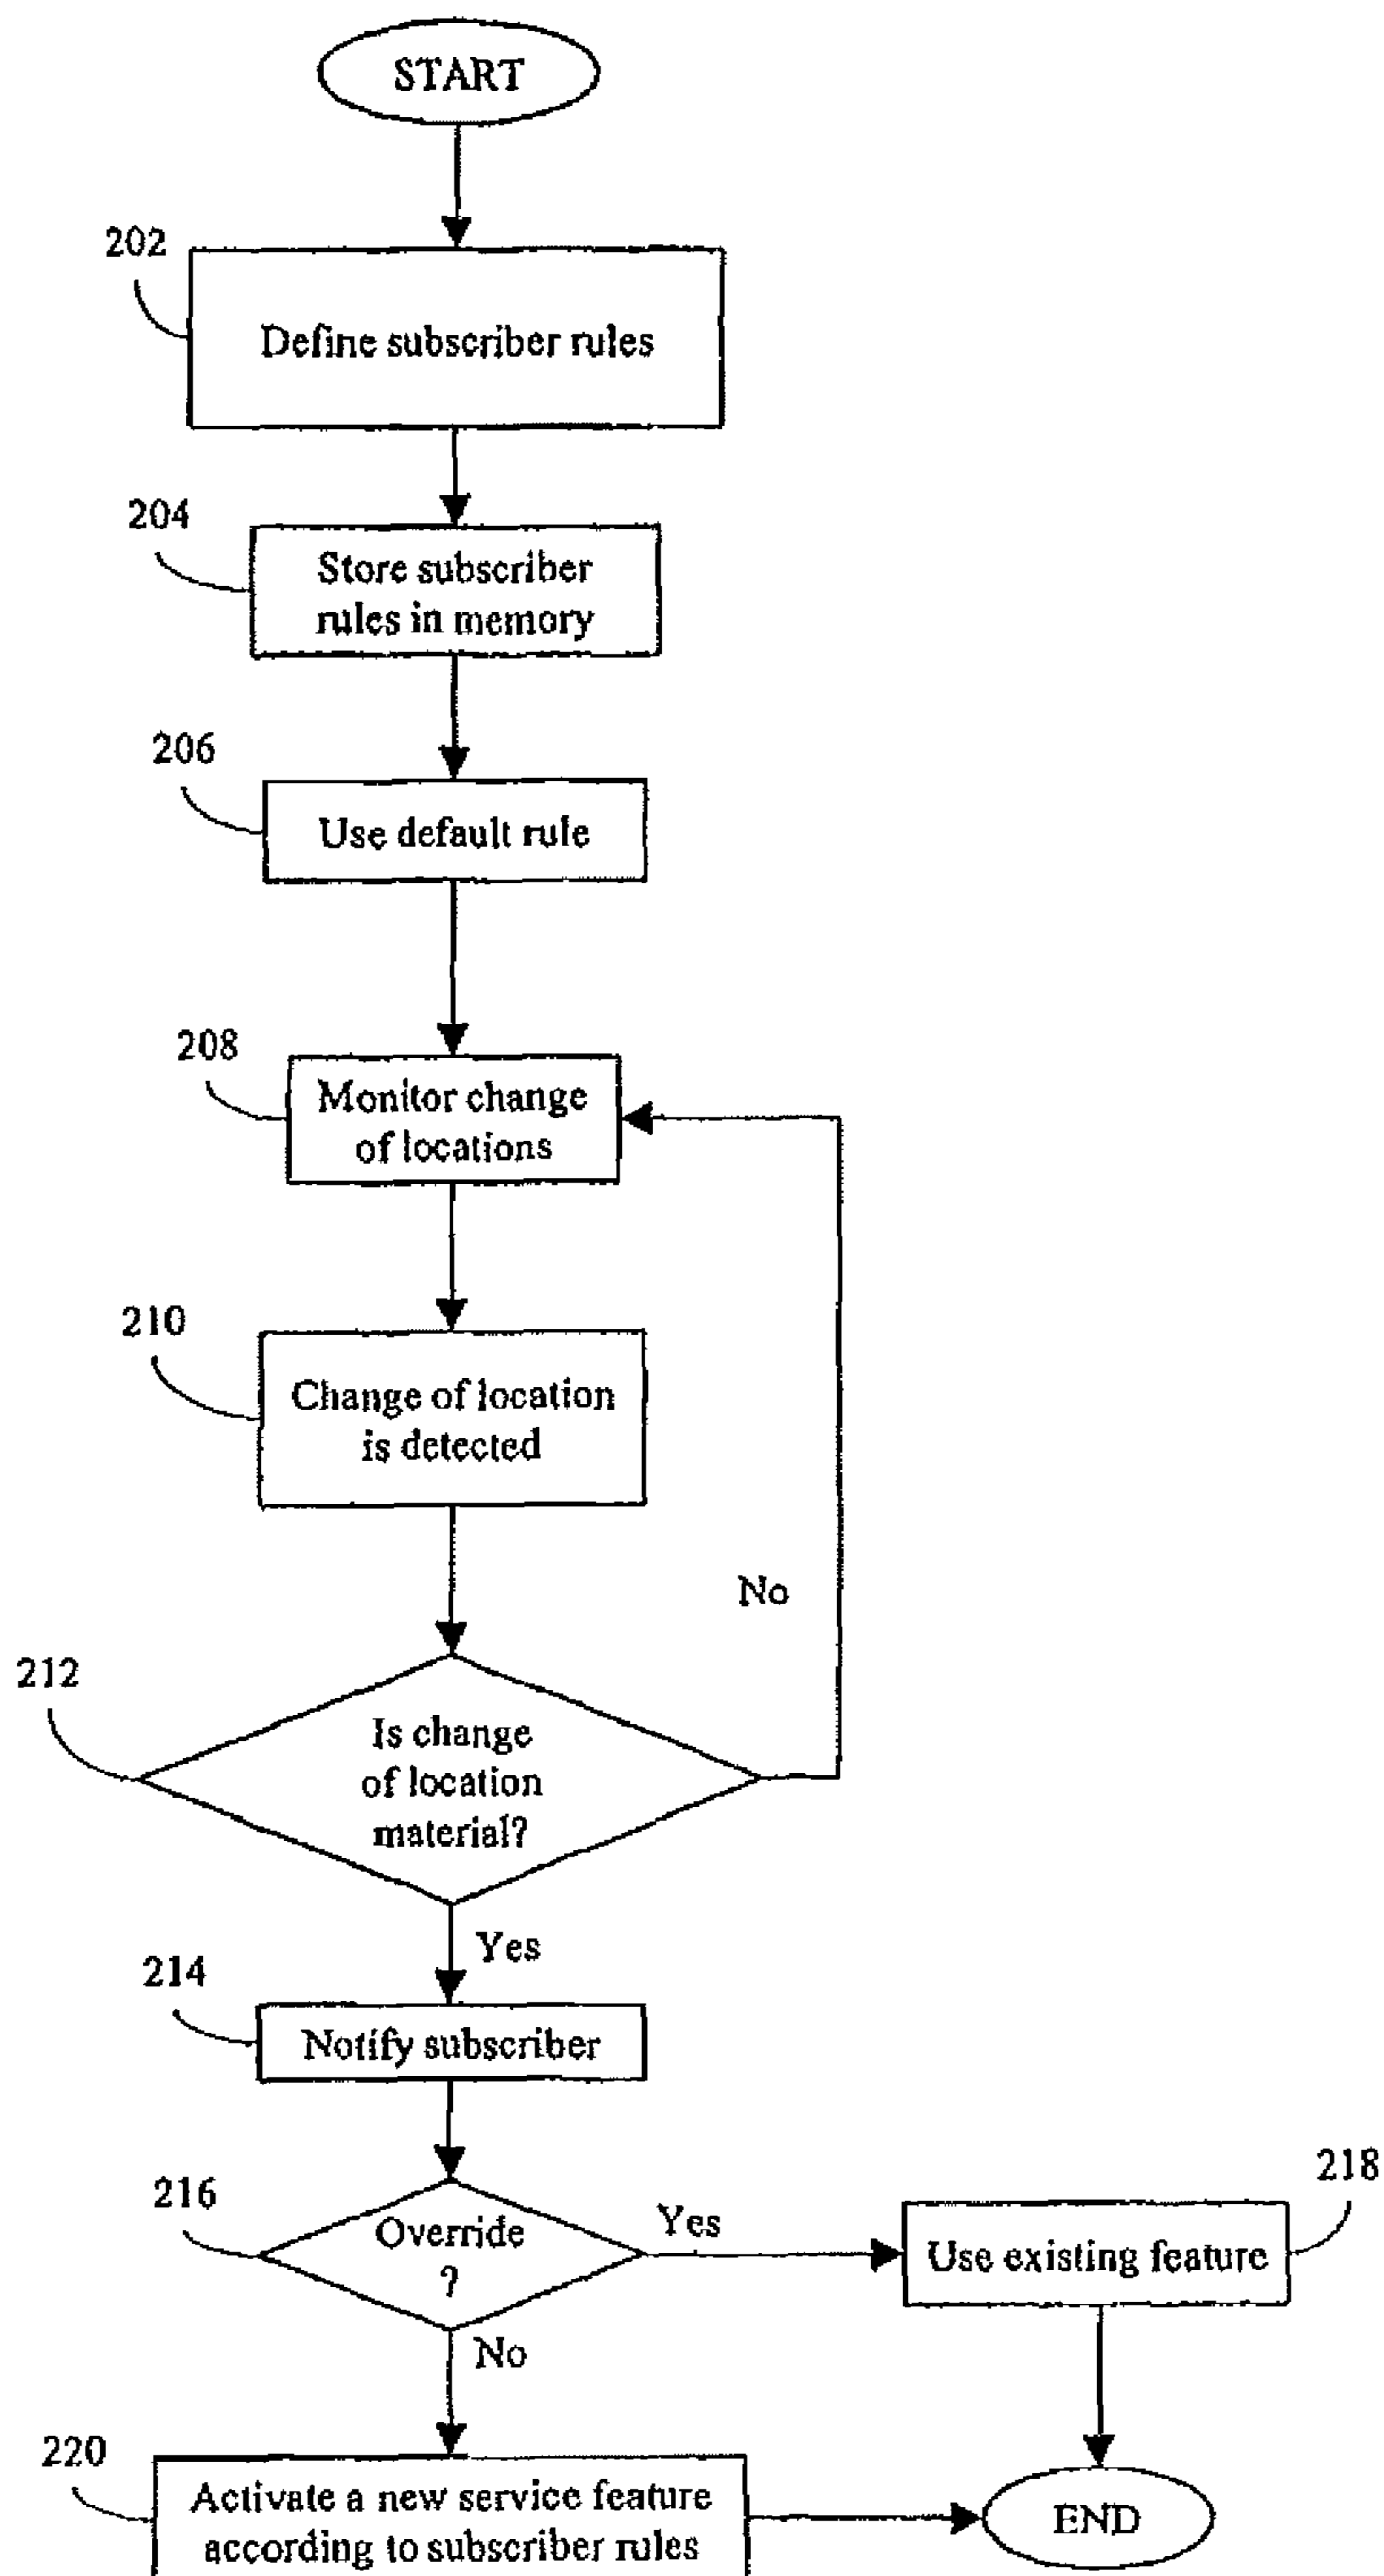 START
202
Define subscriber rules
204
Store subscriber
rules in memory
206
Use default rule
208
Monitor change
of locations
210
Change of location
is detected
No
212
Is change
of location
material?
Yes
214
Notify subscriber
216
Override
?
Yes
218
Use existing feature
No
220
Activate a new service feature
according to subscriber rules
END